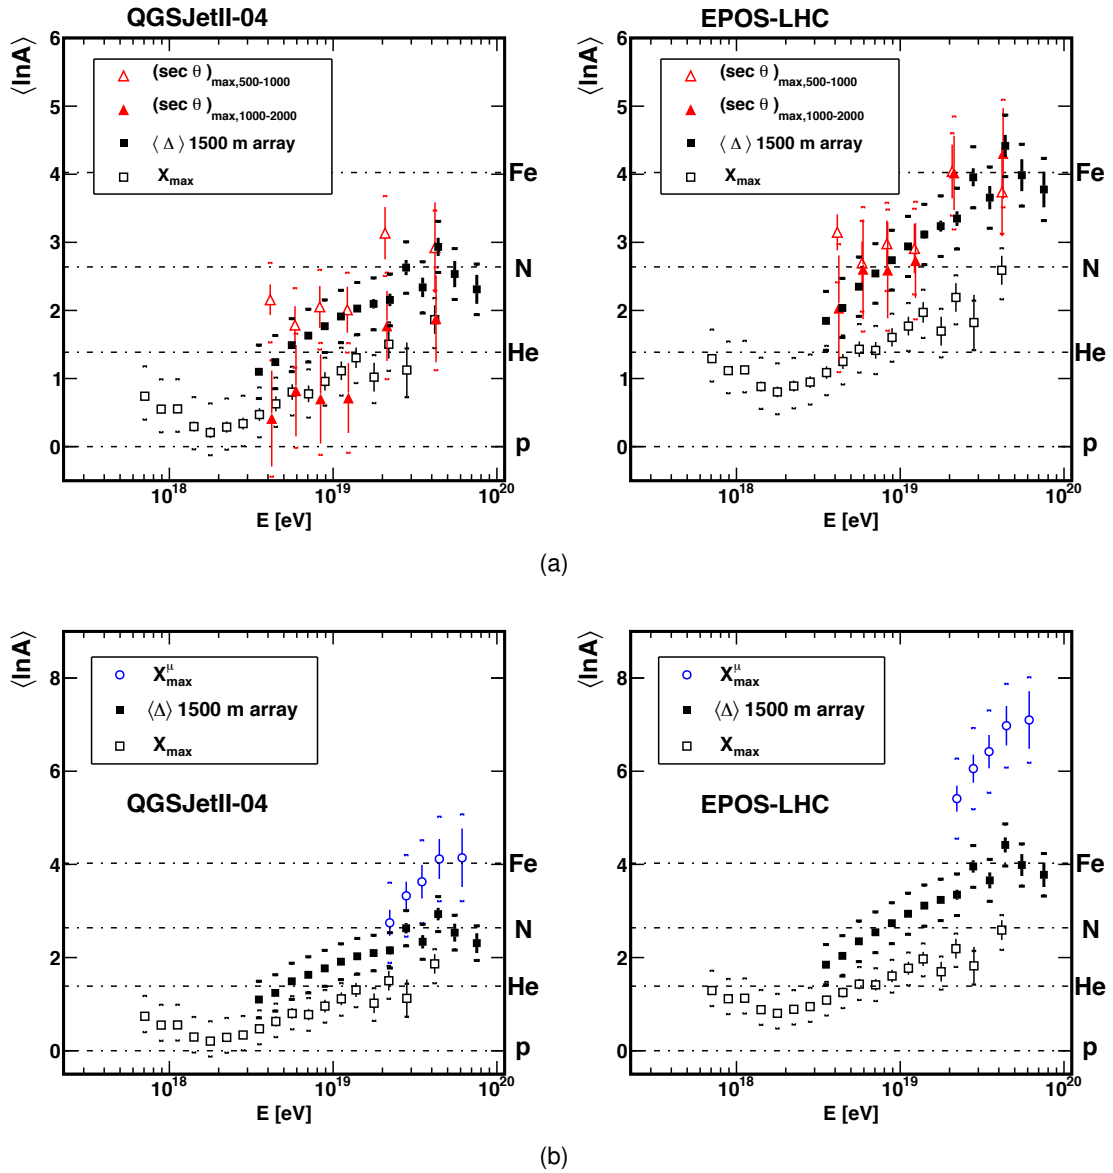 QGSJetII-04
⟨lnA⟩
6
5
4
3
2
1
0
(sec θ)max,500-1000
(sec θ)max,1000-2000
⟨Δ⟩ 1500 m array
Xmax
Fe
N
He
p
10^18
10^19
10^20
E [eV]
EPOS-LHC
⟨lnA⟩
6
5
4
3
2
1
0
(sec θ)max,500-1000
(sec θ)max,1000-2000
⟨Δ⟩ 1500 m array
Xmax
Fe
N
He
p
10^18
10^19
10^20
E [eV]
(a)
⟨lnA⟩
8
6
4
2
0
X^μ_max
⟨Δ⟩ 1500 m array
Xmax
QGSJetII-04
Fe
N
He
p
10^18
10^19
10^20
E [eV]
⟨lnA⟩
8
6
4
2
0
X^μ_max
⟨Δ⟩ 1500 m array
Xmax
EPOS-LHC
Fe
N
He
p
10^18
10^19
10^20
E [eV]
(b)